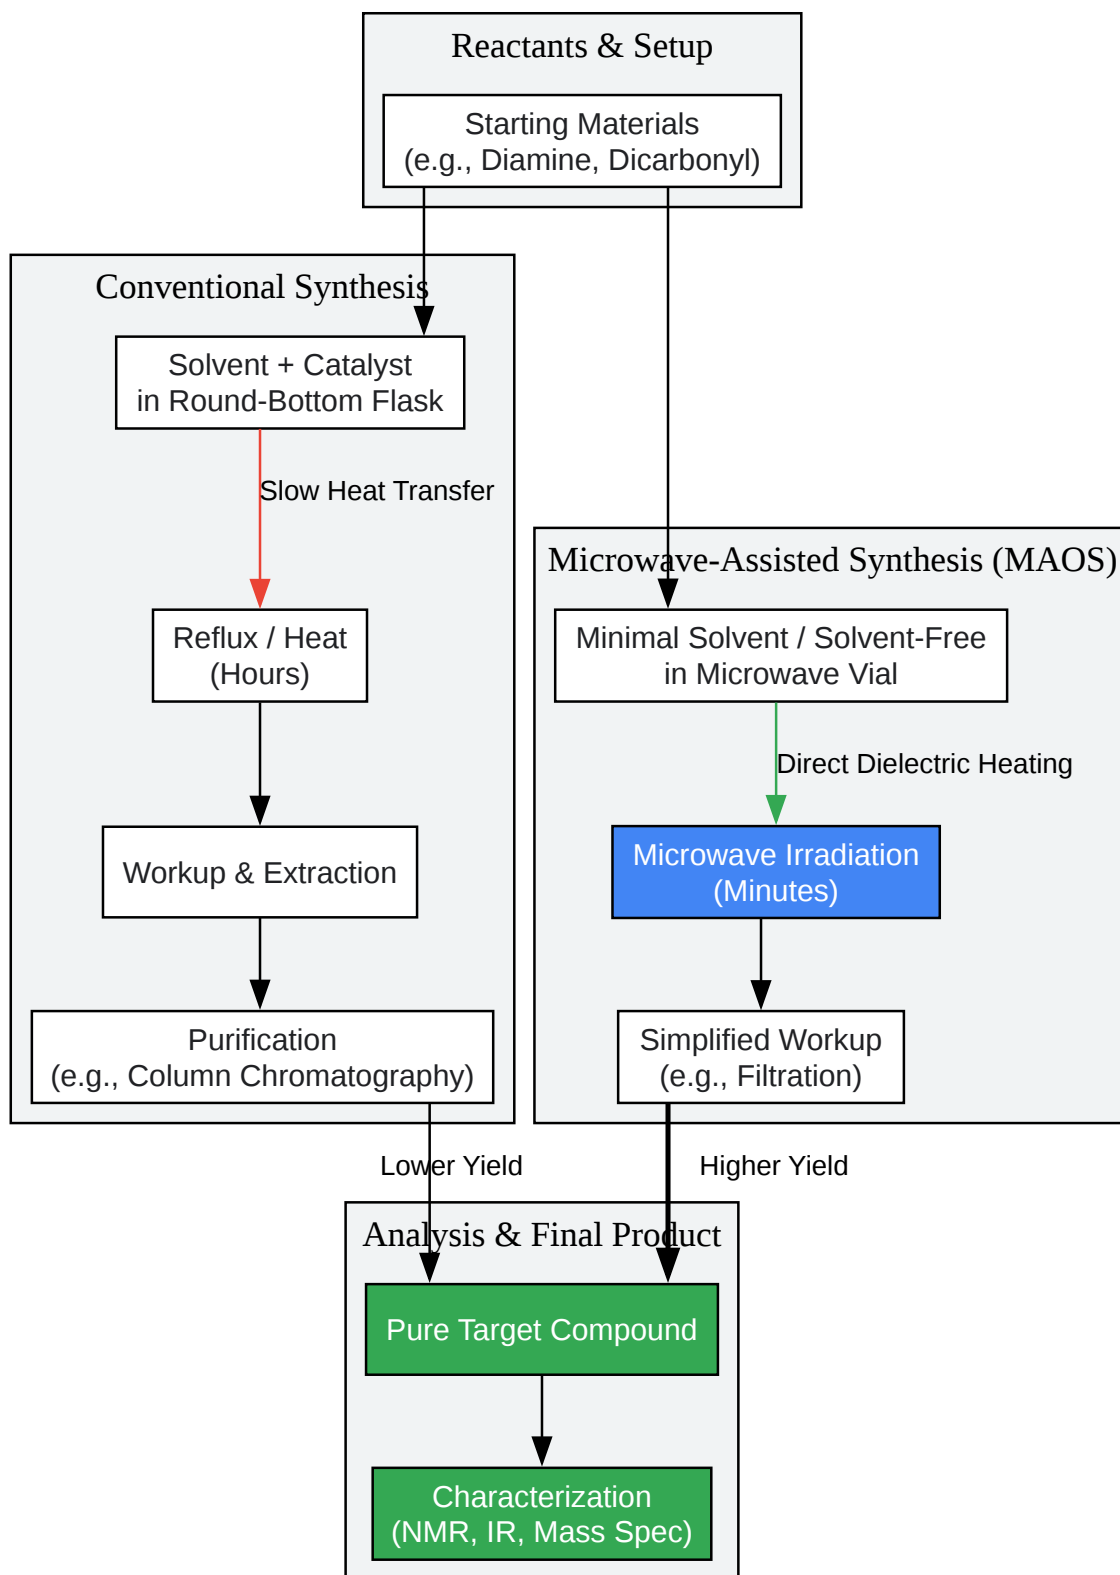 Reactants & Setup
Starting Materials
(e.g., Diamine, Dicarbonyl)
Conventional Synthesis
Solvent + Catalyst
in Round-Bottom Flask
Slow Heat Transfer
Reflux / Heat
(Hours)
Workup & Extraction
Purification
(e.g., Column Chromatography)
Lower Yield
Microwave-Assisted Synthesis (MAOS)
Minimal Solvent / Solvent-Free
in Microwave Vial
Direct Dielectric Heating
Microwave Irradiation
(Minutes)
Simplified Workup
(e.g., Filtration)
Higher Yield
Analysis & Final Product
Pure Target Compound
Characterization
(NMR, IR, Mass Spec)